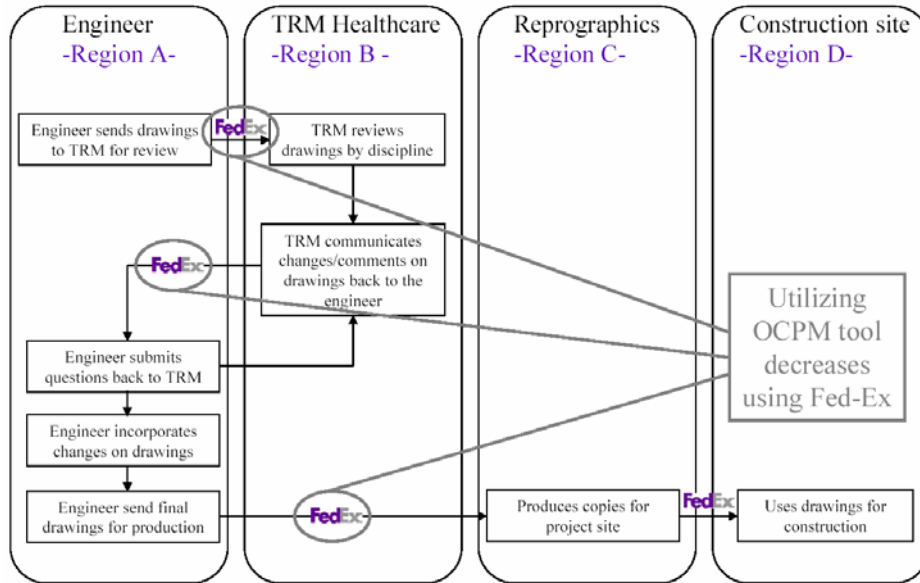 Engineer
-Region A-
TRM Healthcare
-Region B -
Reprographics
-Region C-
Construction site
-Region D-
Engineer sends drawings
to TRM for review
FedEx
TRM reviews
drawings by discipline
TRM communicates
changes/comments on
drawings back to the
engineer
FedEx
Utilizing
OCPM tool
decreases
using Fed-Ex
Engineer submits
questions back to TRM
Engineer incorporates
changes on drawings
Engineer send final
drawings for production
FedEx
Produces copies for
project site
FedEx
Uses drawings for
construction